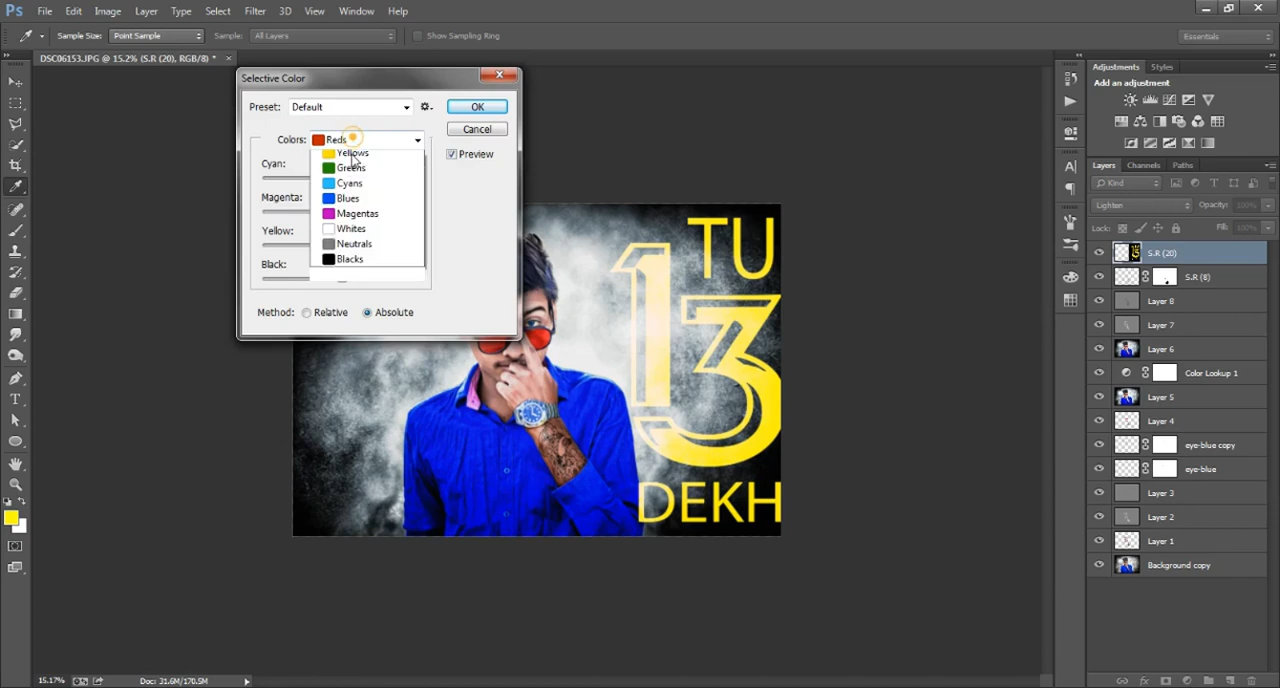 Ps File Edit Image Layer Type Select Filter 3D View Window Help
Sample Size: Point Sample Sample: All Layers Show Sampling Ring Essentials
DSC06153.JPG @ 15.2% (S.R (20), RGB/8) * ×
Selective Color
Preset: Default OK
Colors: Reds Cancel
Preview
Cyan:
Magenta:
Yellow:
Black:
Yellows
Greens
Cyans
Blues
Magentas
Whites
Neutrals
Blacks
Method: Relative Absolute
TU
13
DEKH
Adjustments Styles
Add an adjustment
Layers Channels Paths
Kind
Lighten Opacity: 100%
Lock: Fill: 100%
S.R (20)
S.R (8)
Layer 8
Layer 7
Layer 6
Color Lookup 1
Layer 5
Layer 4
eye-blue copy
eye-blue
Layer 3
Layer 2
Layer 1
Background copy
15.17% Doc: 31.6M/170.5M